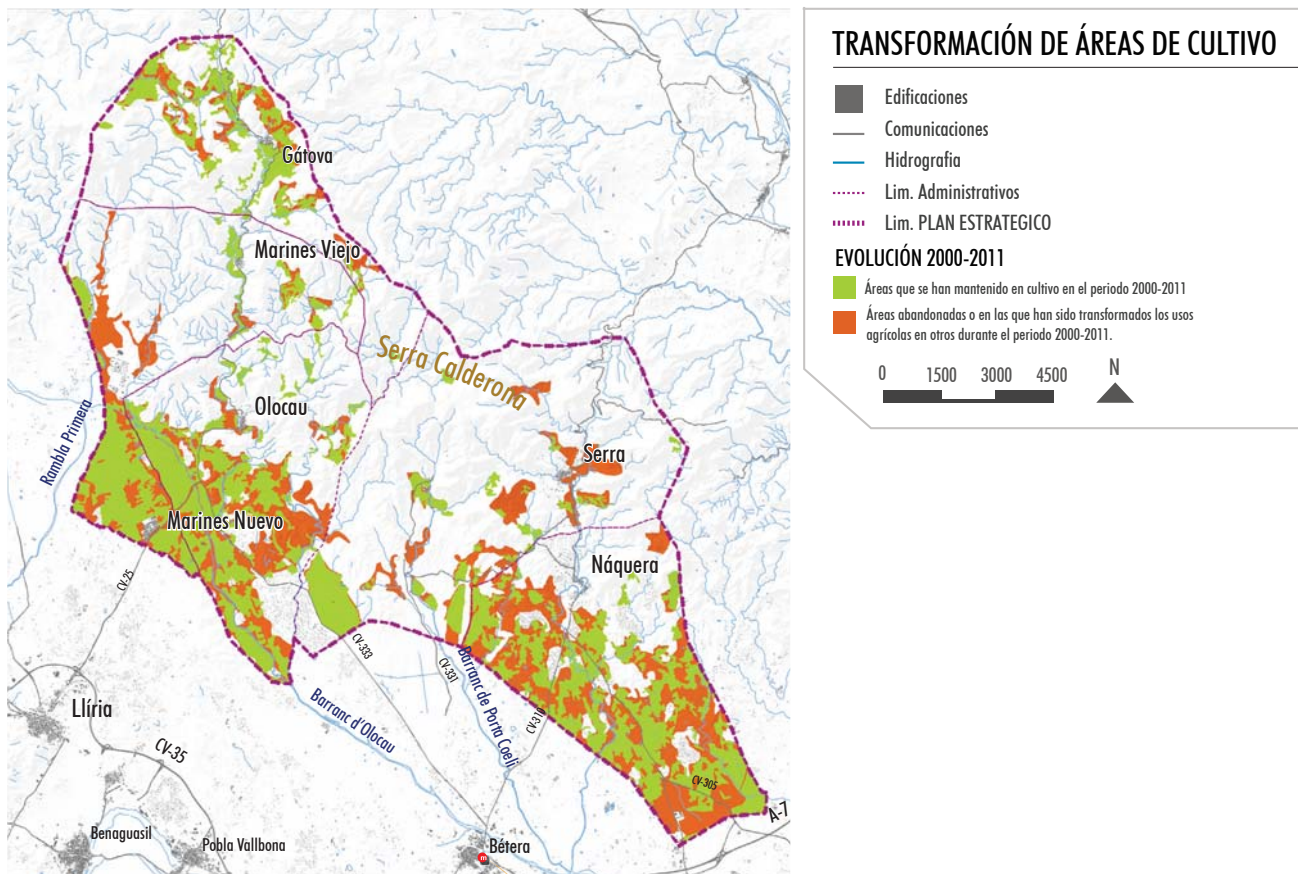 TRANSFORMACIÓN DE ÁREAS DE CULTIVO
Edificaciones
Comunicaciones
Hidrografia
Lim. Administrativos
Lim. PLAN ESTRATEGICO
EVOLUCIÓN 2000-2011
Áreas que se han mantenido en cultivo en el periodo 2000-2011
Áreas abandonadas o en las que han sido transformados los usos
agrícolas en otros durante el periodo 2000-2011.
0 1500 3000 4500
N
Gátova
Marines Viejo
Serra Calderona
Olocau
Rambla Primera
Serra
Marines Nuevo
Náquera
CV-25
CV-333
CV-331
Barranc de Porta Coeli
CV-310
Barranc d'Olocau
Llíria
CV-35
CV-305
A-7
Benaguasil
Pobla Vallbona
Bétera
m